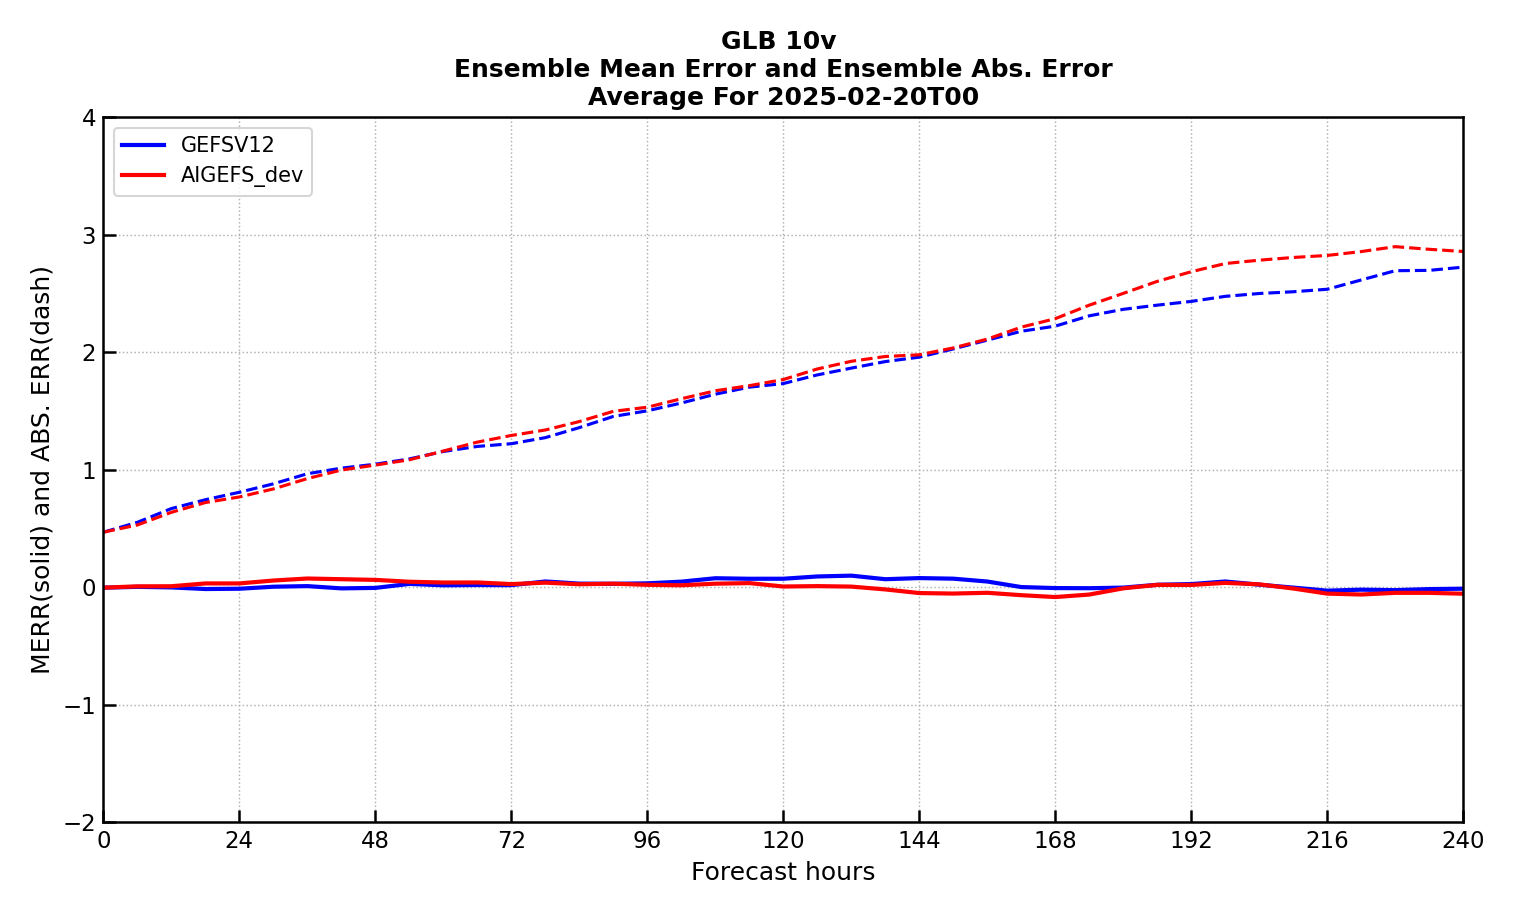 GLB 10v
Ensemble Mean Error and Ensemble Abs. Error
Average For 2025-02-20T00
GEFSV12
AIGEFS_dev
MERR(solid) and ABS. ERR(dash)
4
3
2
1
0
−1
−2
0 24 48 72 96 120 144 168 192 216 240
Forecast hours